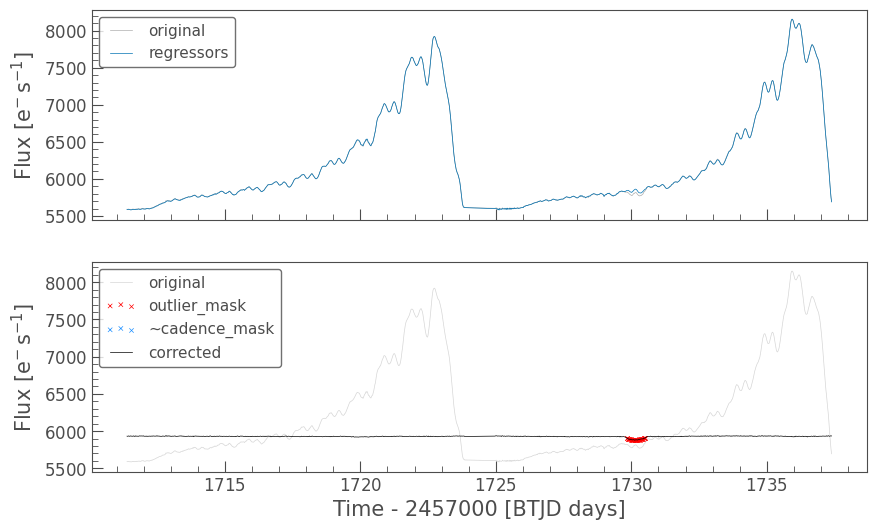 8000
7500
7000
6500
6000
5500
Flux [e⁻ s⁻¹]
original
regressors
8000
7500
7000
6500
6000
5500
Flux [e⁻ s⁻¹]
original
outlier_mask
~cadence_mask
corrected
1715 1720 1725 1730 1735
Time - 2457000 [BTJD days]